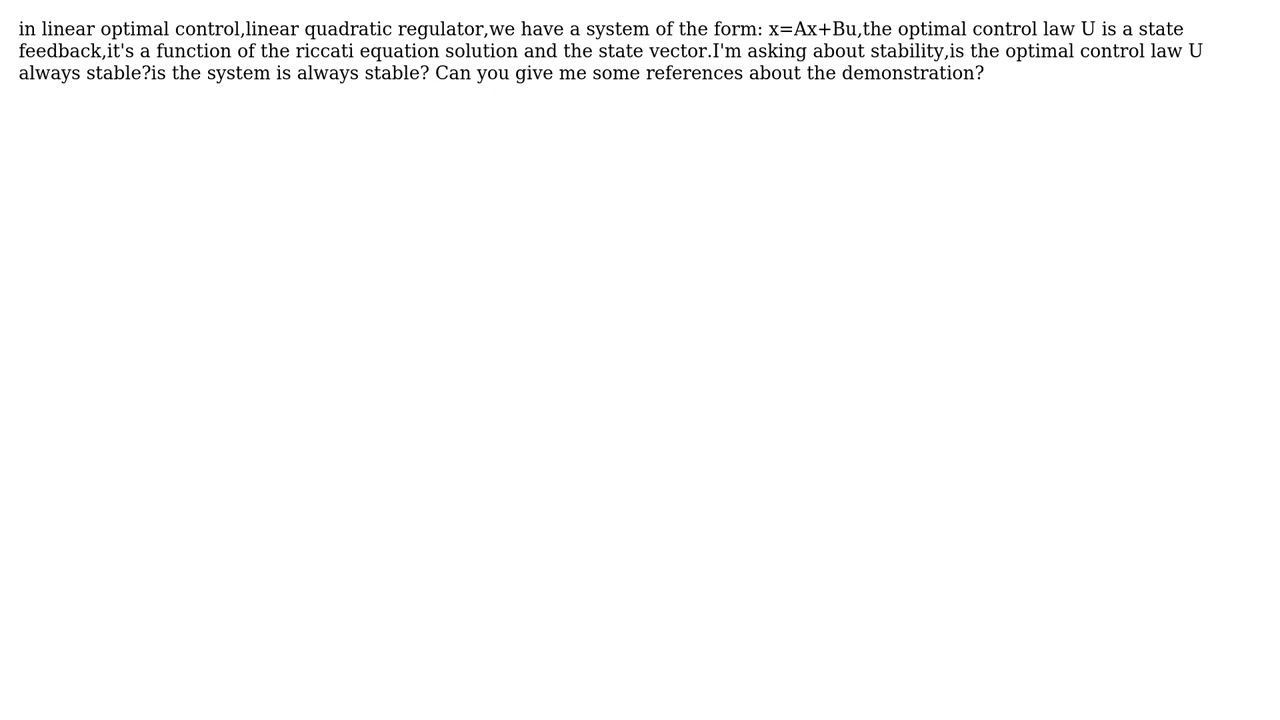 in linear optimal control,linear quadratic regulator,we have a system of the form: x=Ax+Bu,the optimal control law U is a state
feedback,it's a function of the riccati equation solution and the state vector.I'm asking about stability,is the optimal control law U
always stable?is the system is always stable? Can you give me some references about the demonstration?